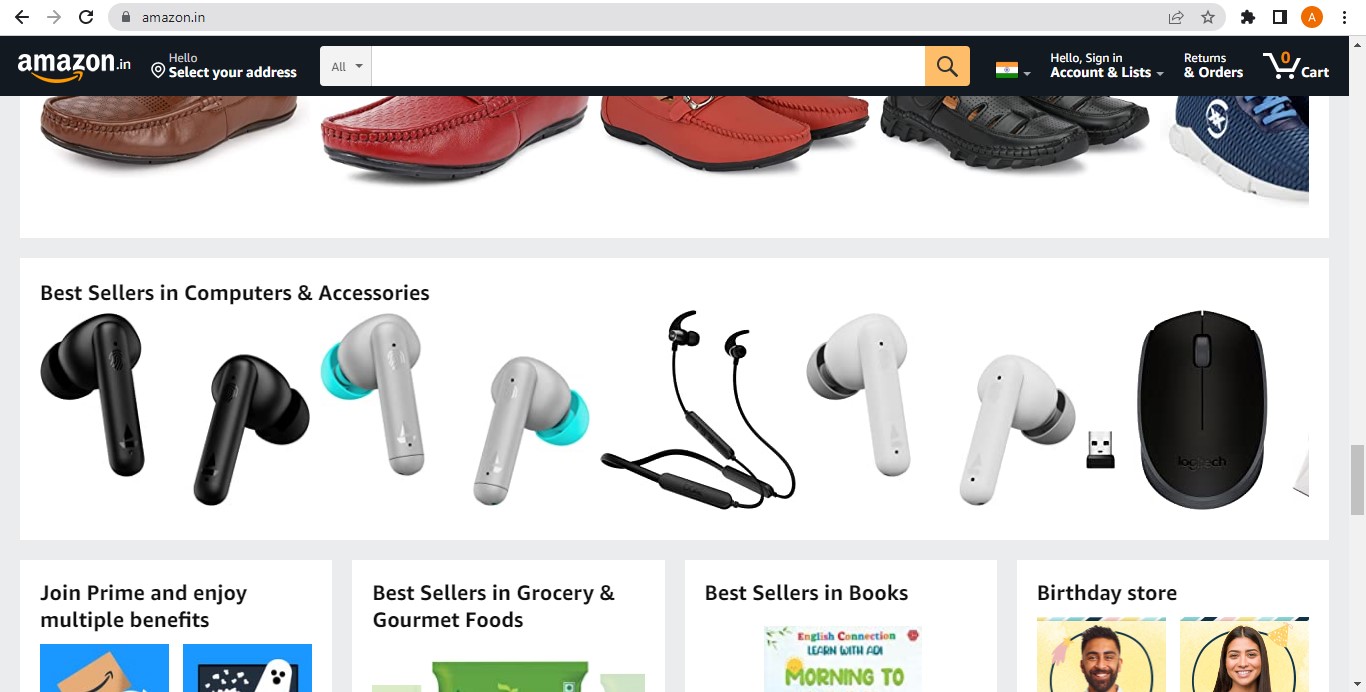 amazon.in
A
amazon.in
Hello
Select your address
All
Hello, Sign in
Account & Lists
Returns
& Orders
0
Cart
Best Sellers in Computers & Accessories
logitech
Join Prime and enjoy
multiple benefits
Best Sellers in Grocery &
Gourmet Foods
Best Sellers in Books
English Connection
LEARN WITH ADI
MORNING TO
Birthday store